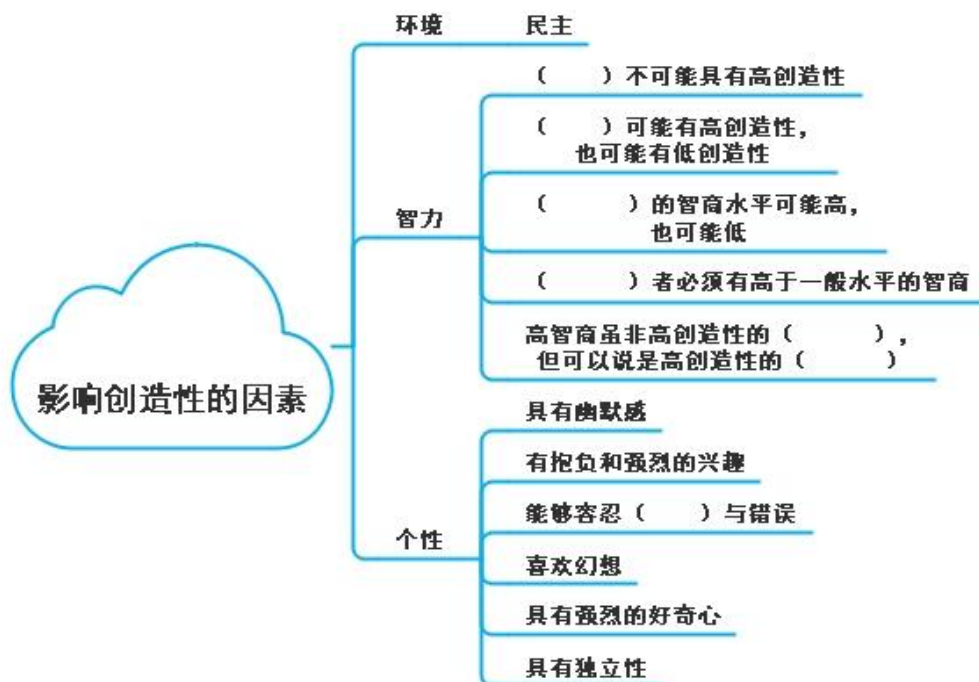 影响创造性的因素
环境
民主
智力
（　　）不可能具有高创造性
（　　）可能有高创造性，
也可能有低创造性
（　　　）的智商水平可能高，
也可能低
（　　　）者必须有高于一般水平的智商
高智商虽非高创造性的（　　　），
但可以说是高创造性的（　　　）
个性
具有幽默感
有抱负和强烈的兴趣
能够容忍（　　）与错误
喜欢幻想
具有强烈的好奇心
具有独立性